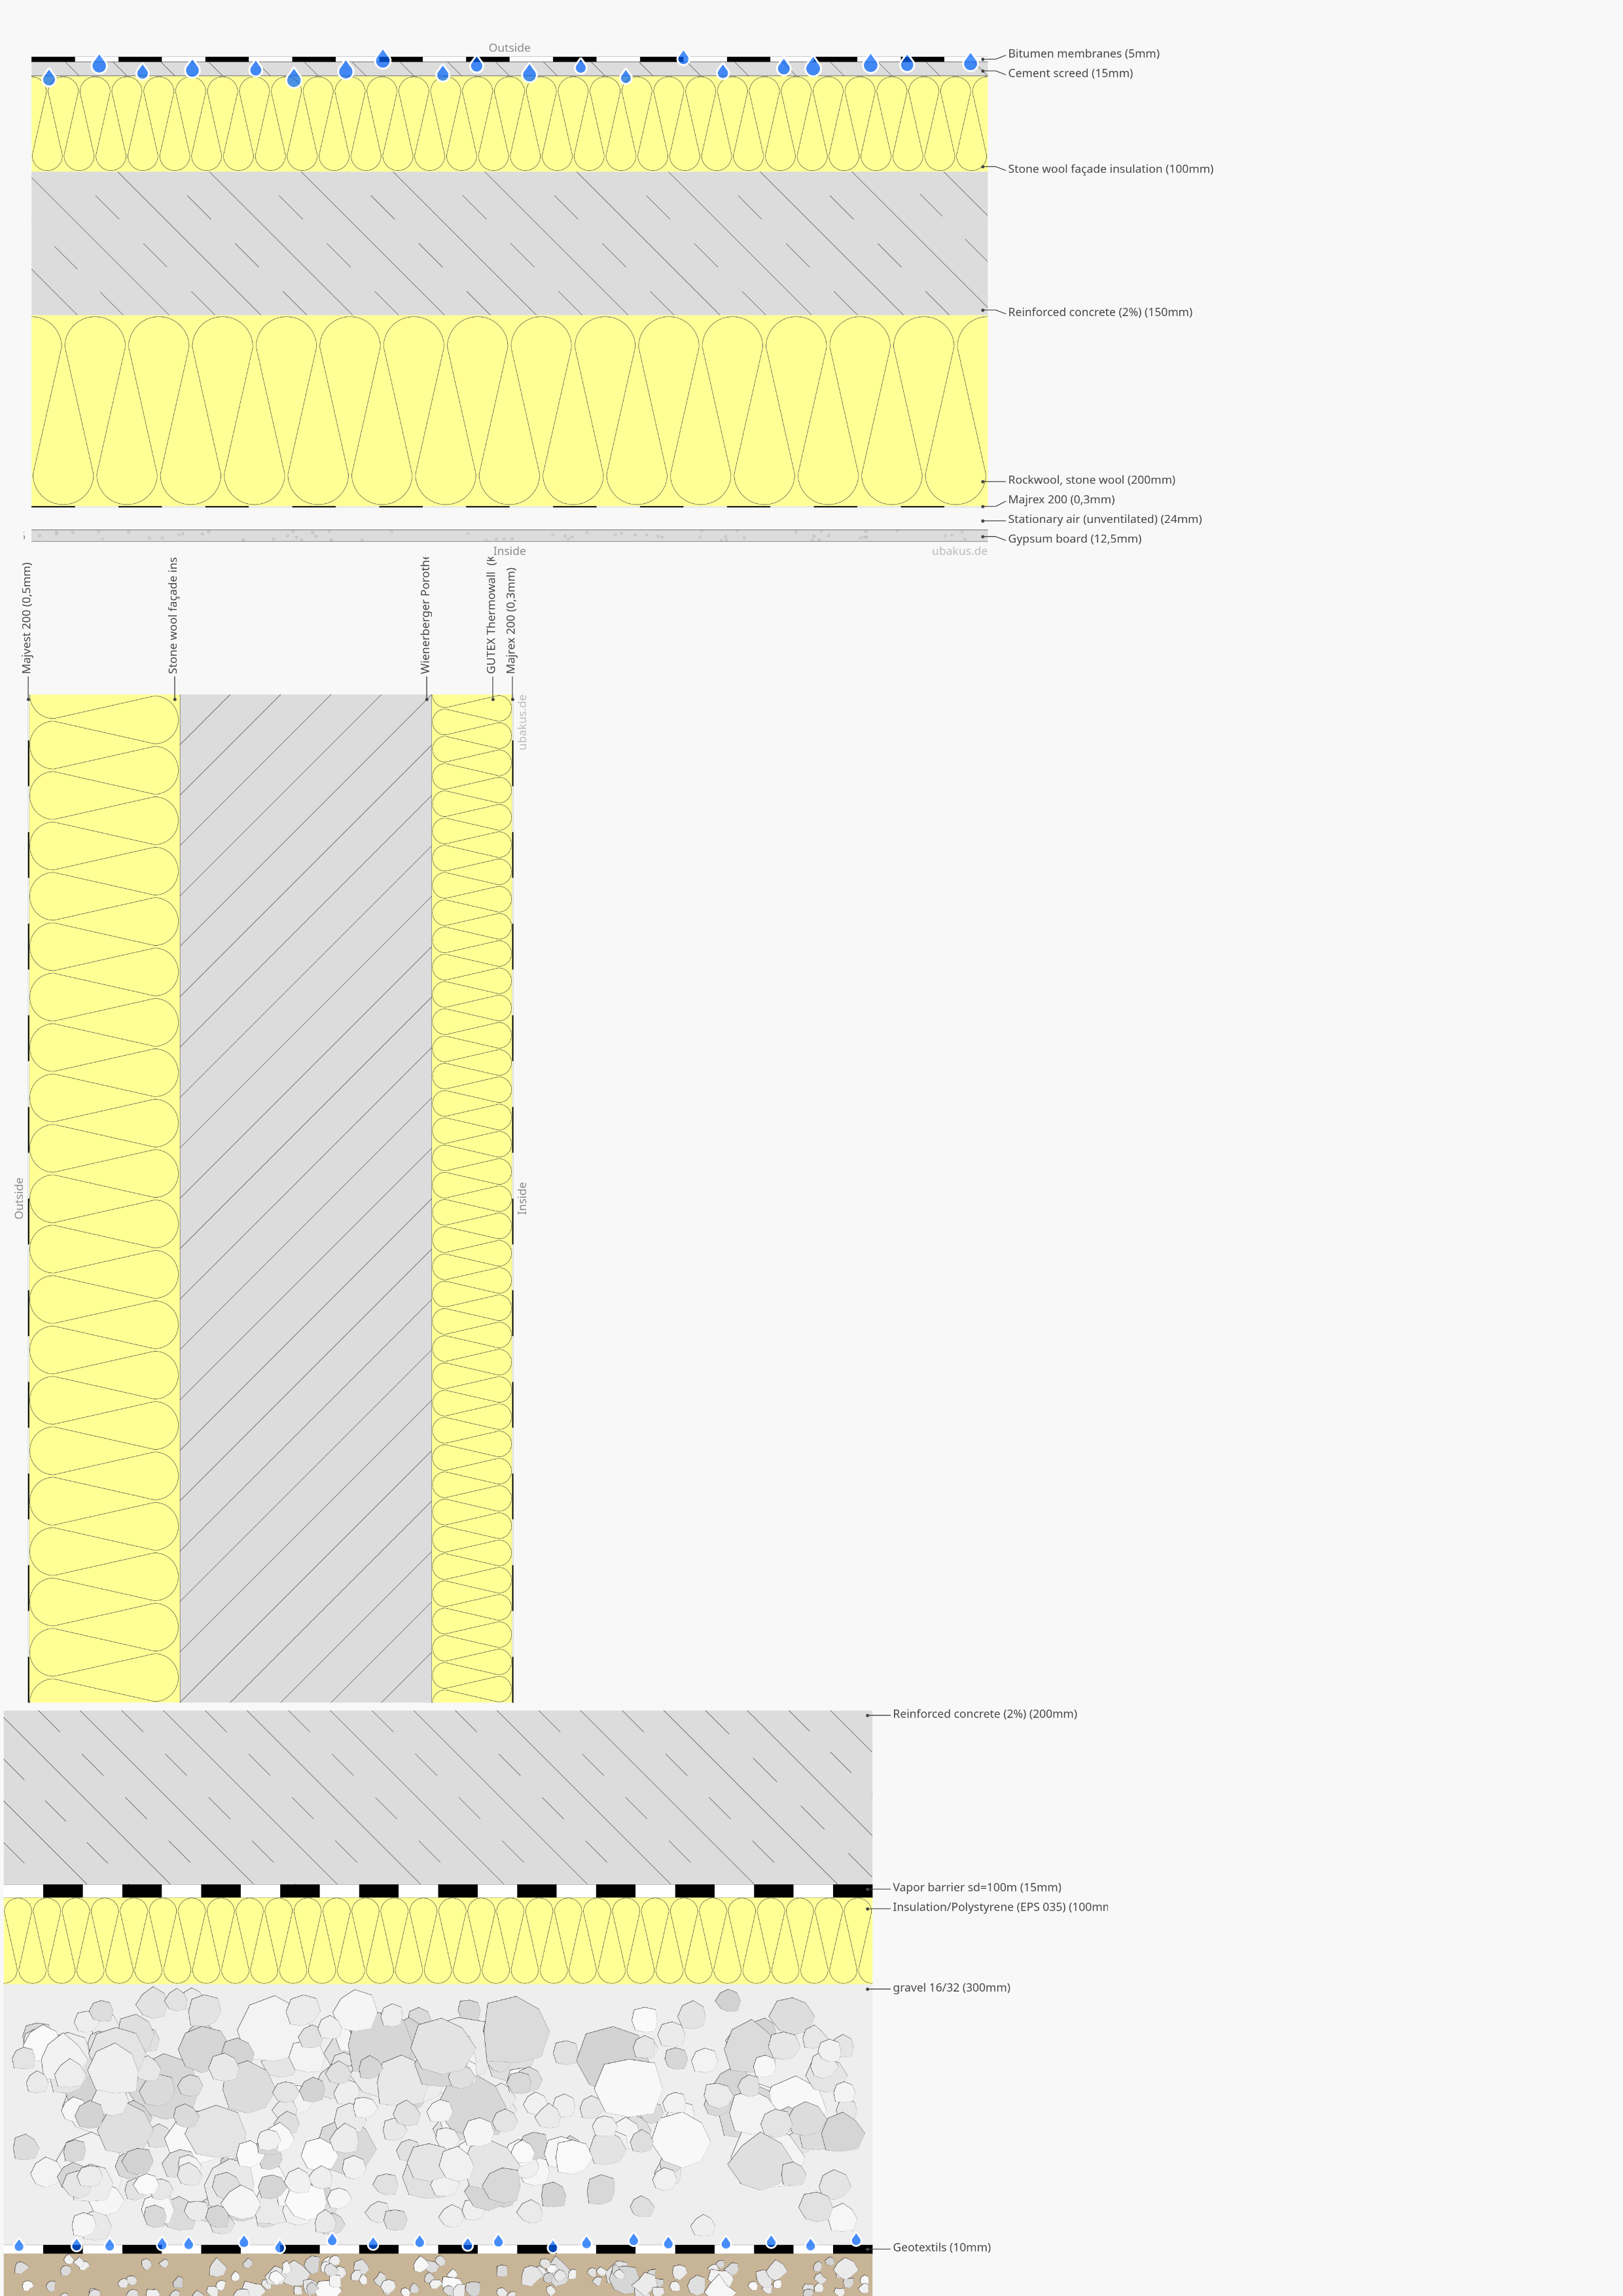 Outside
Bitumen membranes (5mm)
Cement screed (15mm)
Stone wool façade insulation (100mm)
Reinforced concrete (2%) (150mm)
Rockwool, stone wool (200mm)
Majrex 200 (0,3mm)
Stationary air (unventilated) (24mm)
Gypsum board (12,5mm)
Inside
ubakus.de
Majvest 200 (0,5mm)
Stone wool façade ins
Wienerberger Porothe
GUTEX Thermowall (K
Majrex 200 (0,3mm)
ubakus.de
Outside
Inside
Reinforced concrete (2%) (200mm)
Vapor barrier sd=100m (15mm)
Insulation/Polystyrene (EPS 035) (100mm
gravel 16/32 (300mm)
Geotextils (10mm)